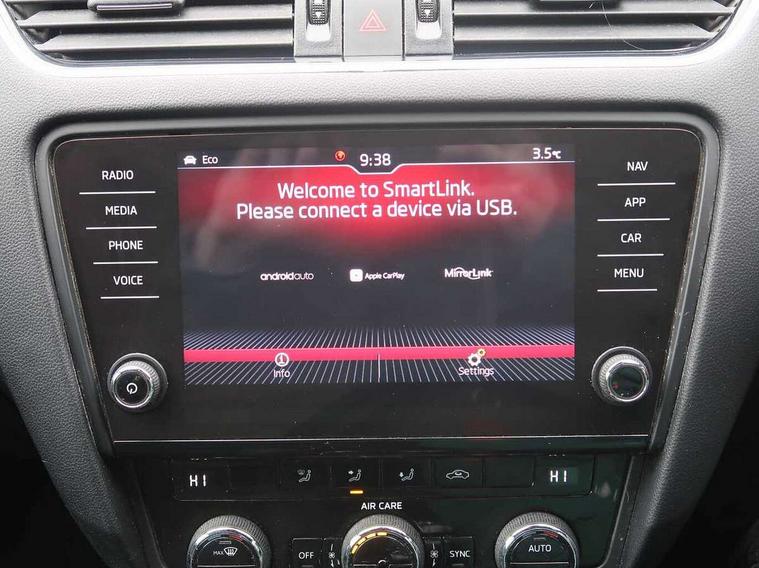 Eco
9:38
3.5°C
RADIO
MEDIA
PHONE
VOICE
Welcome to SmartLink.
Please connect a device via USB.
androidauto
Apple CarPlay
MirrorLink
Info
Settings
NAV
APP
CAR
MENU
HI
HI
AIR CARE
MAX
OFF
SYNC
AUTO